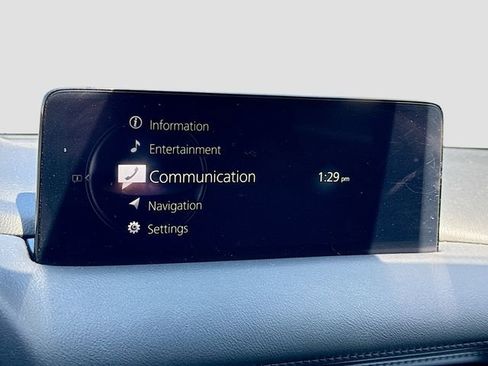 Information
Entertainment
Communication 1:29 pm
Navigation
Settings